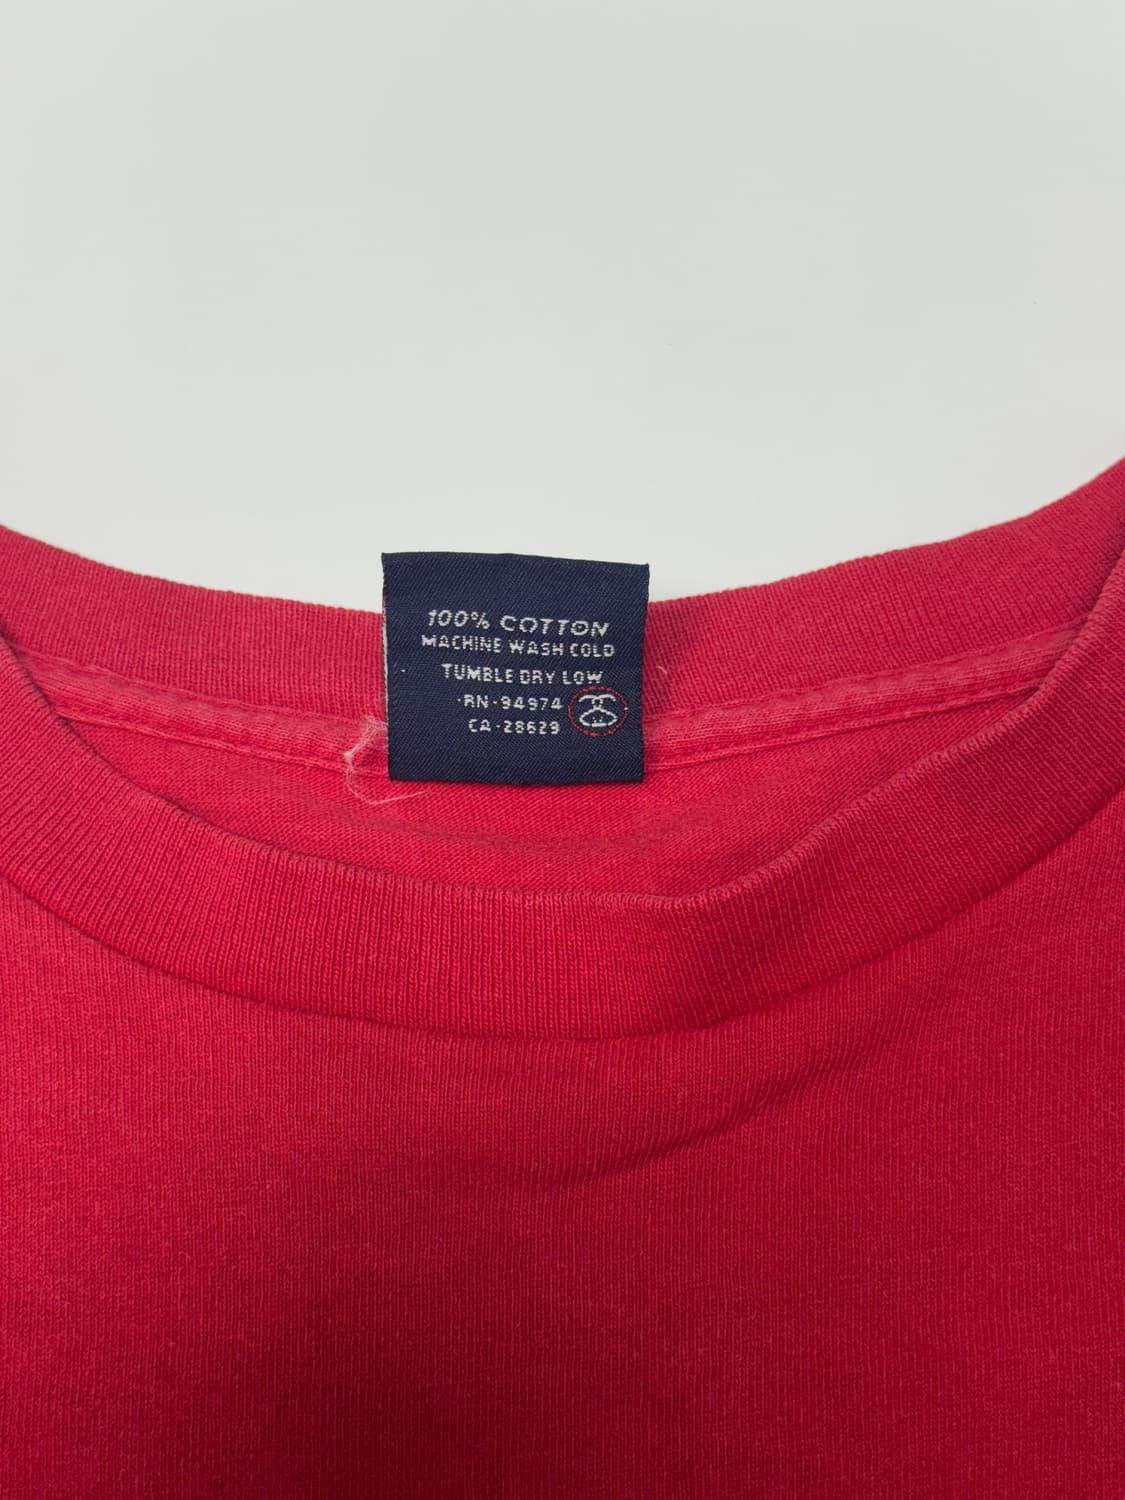 100% COTTON
MACHINE WASH COLD
TUMBLE DRY LOW
RN-94974
CA-28629